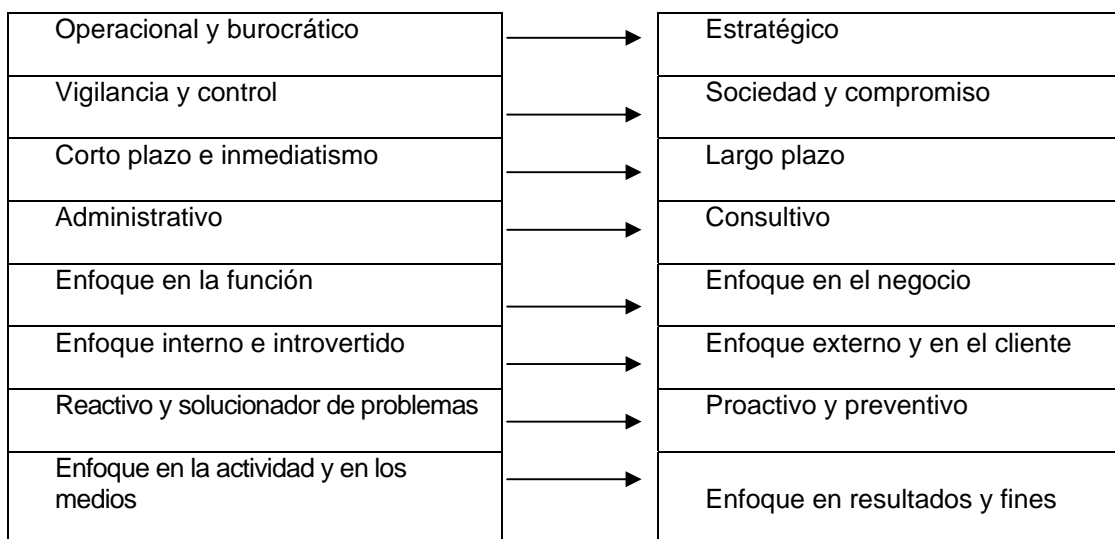 Operacional y burocrático
Estratégico
Vigilancia y control
Sociedad y compromiso
Corto plazo e inmediatismo
Largo plazo
Administrativo
Consultivo
Enfoque en la función
Enfoque en el negocio
Enfoque interno e introvertido
Enfoque externo y en el cliente
Reactivo y solucionador de problemas
Proactivo y preventivo
Enfoque en la actividad y en los
medios
Enfoque en resultados y fines